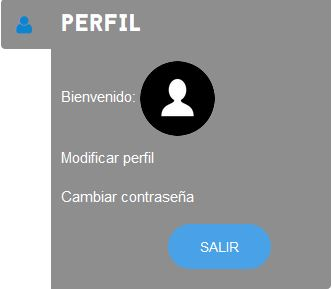 PERFIL
Bienvenido:
Modificar perfil
Cambiar contraseña
SALIR